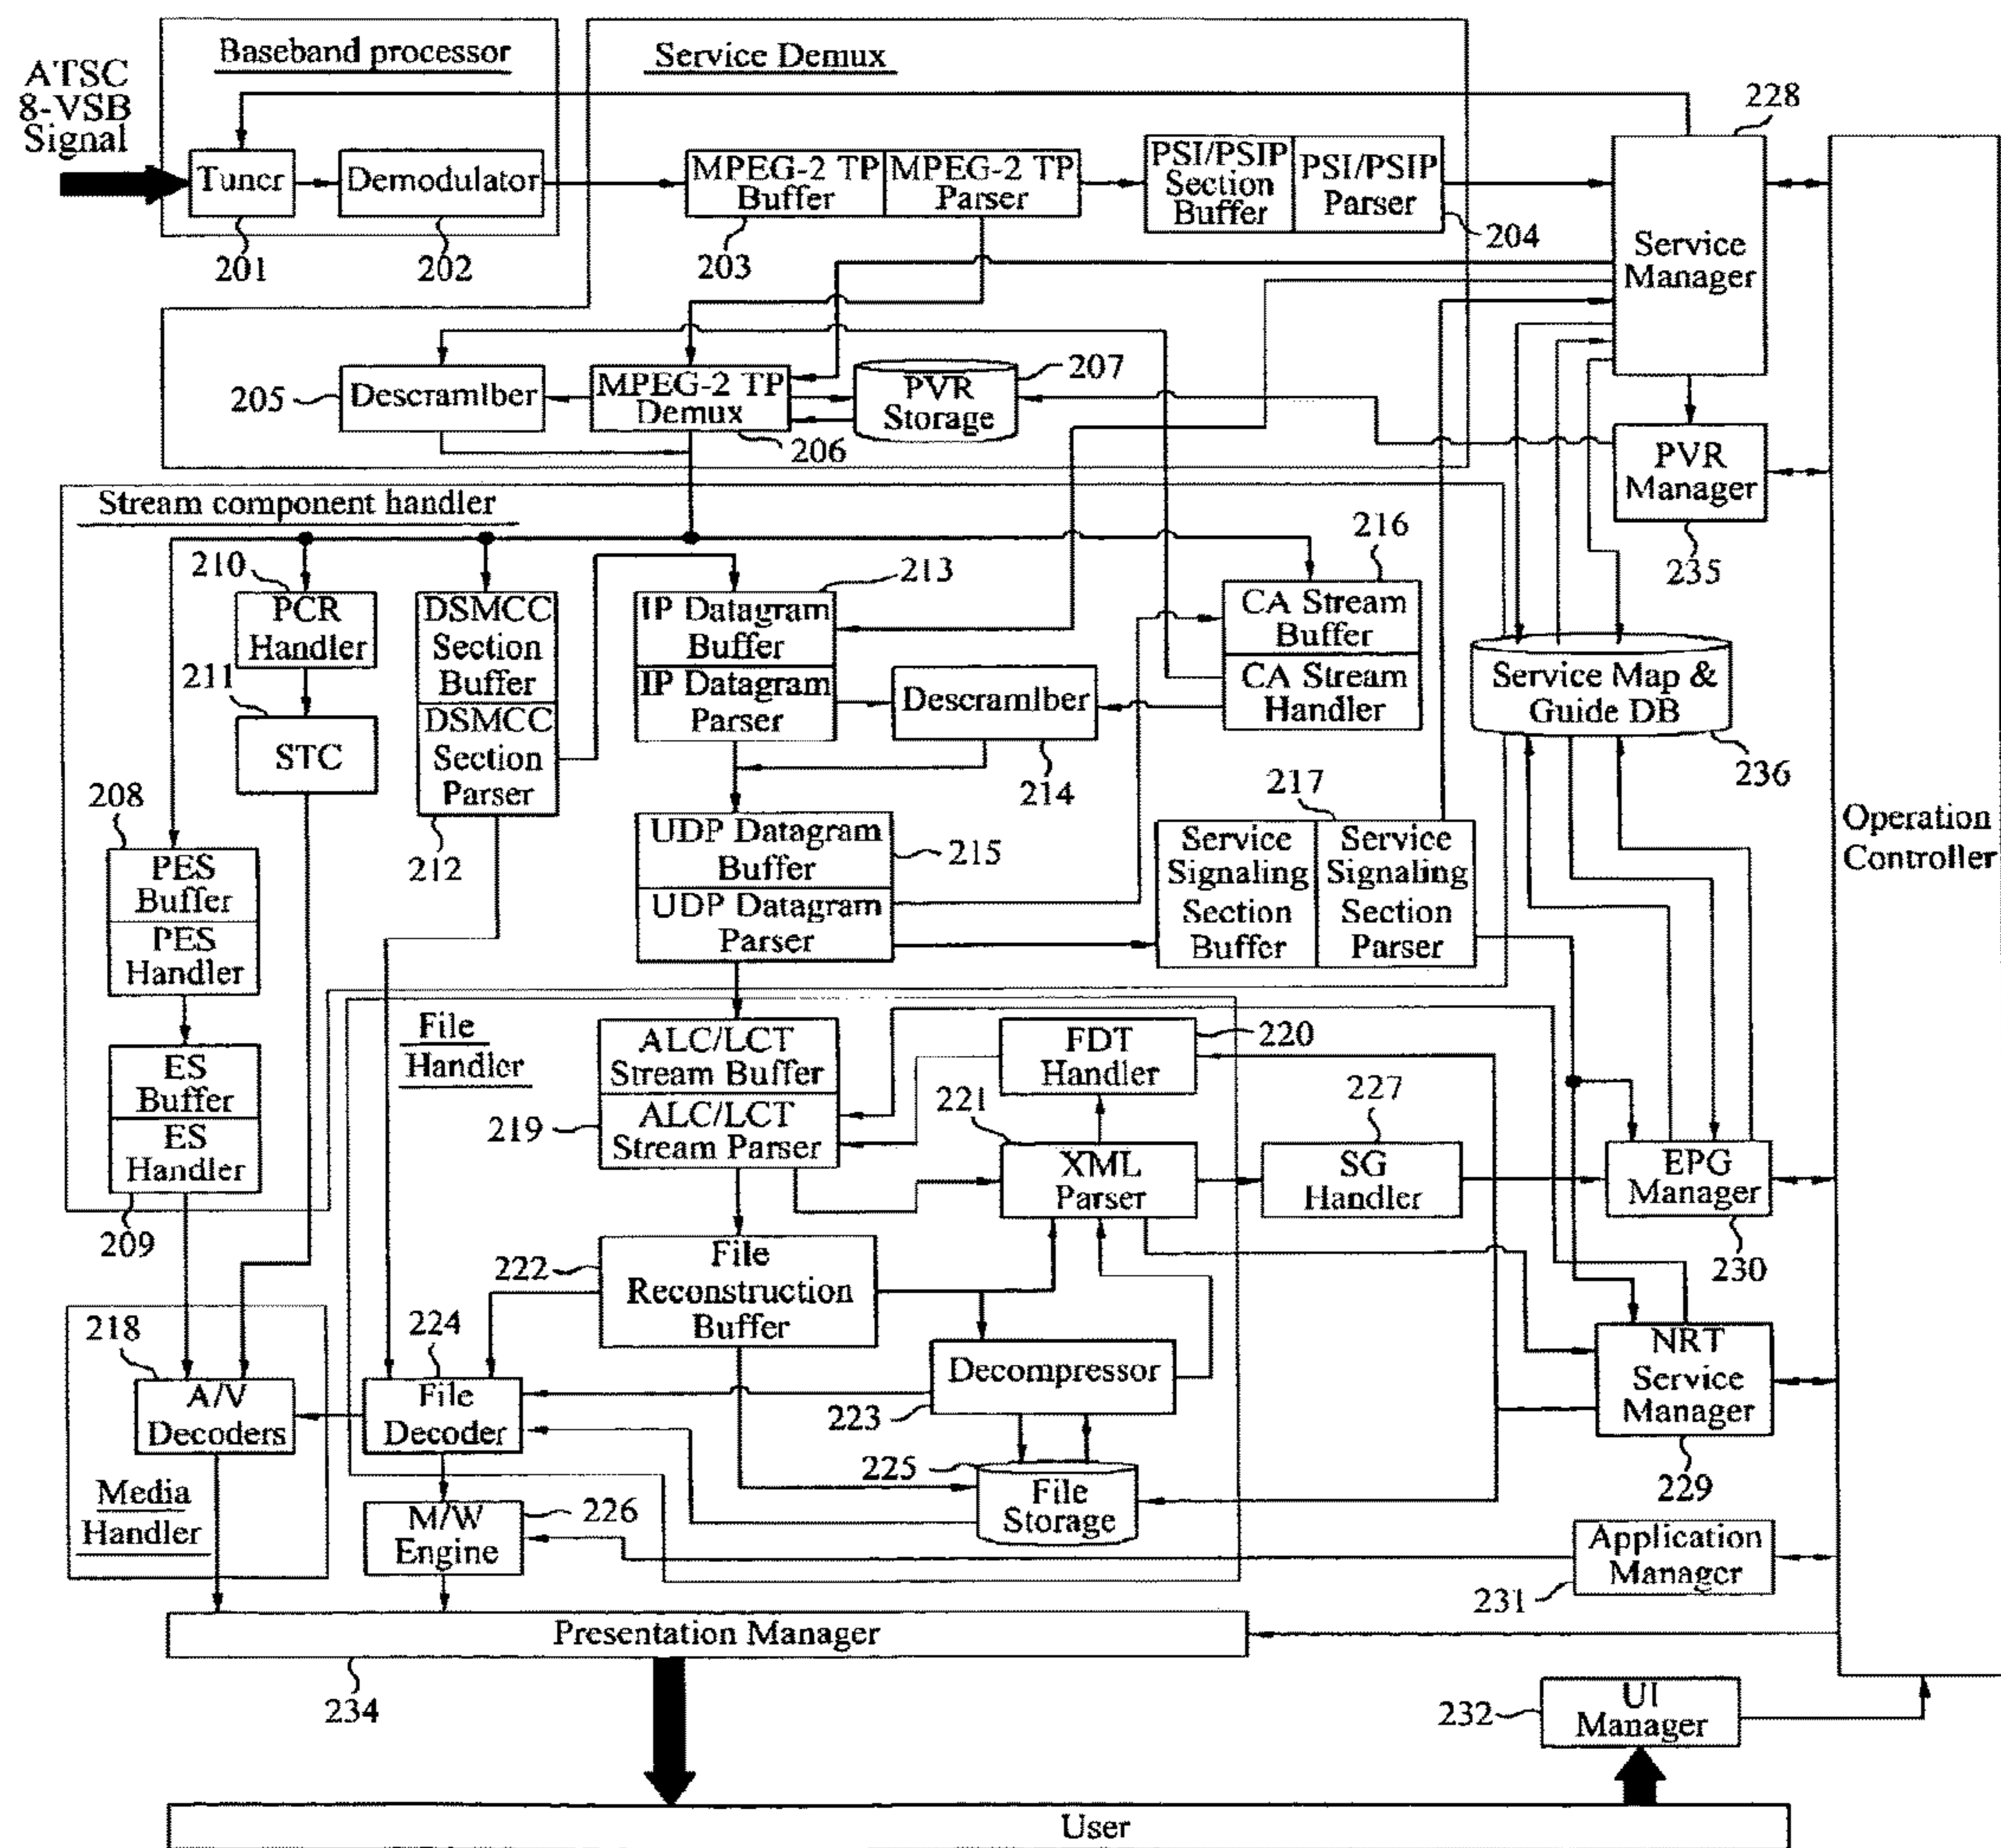 Baseband processor
Service Demux
ATSC
8-VSB
Signal
228
Tuner
Demodulator
MPEG-2 TP
Buffer
MPEG-2 TP
Parser
PSI/PSIP
Section
Buffer
PSI/PSIP
Parser
201
202
203
204
Service
Manager
205
Descramlber
MPEG-2 TP
Demux
206
PVR
Storage
207
PVR
Manager
235
Stream component handler
210
PCR
Handler
211
STC
DSMCC
Section
Buffer
DSMCC
Section
Parser
212
213
IP Datagram
Buffer
IP Datagram
Parser
Descramlber
214
216
CA Stream
Buffer
CA Stream
Handler
Service Map &
Guide DB
236
208
PES
Buffer
PES
Handler
UDP Datagram
Buffer
UDP Datagram
Parser
215
217
Service
Signaling
Section
Buffer
Service
Signaling
Section
Parser
Operation
Controller
ES
Buffer
ES
Handler
209
File
Handler
ALC/LCT
Stream Buffer
ALC/LCT
Stream Parser
219
FDT
Handler
220
221
XML
Parser
227
SG
Handler
EPG
Manager
230
222
File
Reconstruction
Buffer
218
A/V
Decoders
224
File
Decoder
Decompressor
223
NRT
Service
Manager
229
225
File
Storage
Media
Handler
M/W
Engine
226
Application
Manager
231
Presentation Manager
234
232
UI
Manager
User